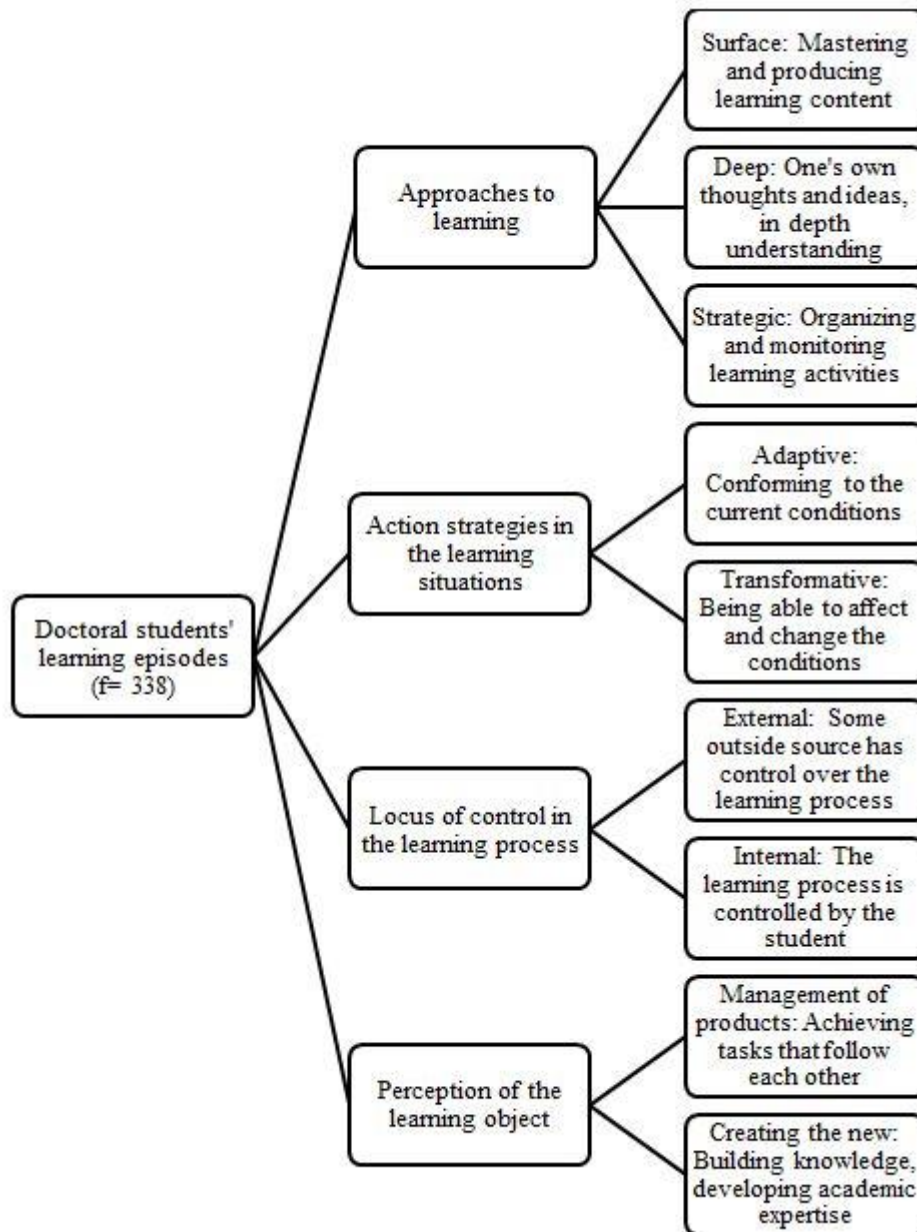 Surface: Mastering
and producing
learning content
Approaches to
learning
Deep: One's own
thoughts and ideas,
in depth
understanding
Strategic: Organizing
and monitoring
learning activities
Adaptive:
Conforming to the
current conditions
Action strategies in
the learning
situations
Transformative:
Being able to affect
and change the
conditions
Doctoral students'
learning episodes
(f= 338)
External: Some
outside source has
control over the
learning process
Locus of control in
the learning process
Internal: The
learning process is
controlled by the
student
Management of
products: Achieving
tasks that follow
each other
Perception of the
learning object
Creating the new:
Building knowledge,
developing academic
expertise